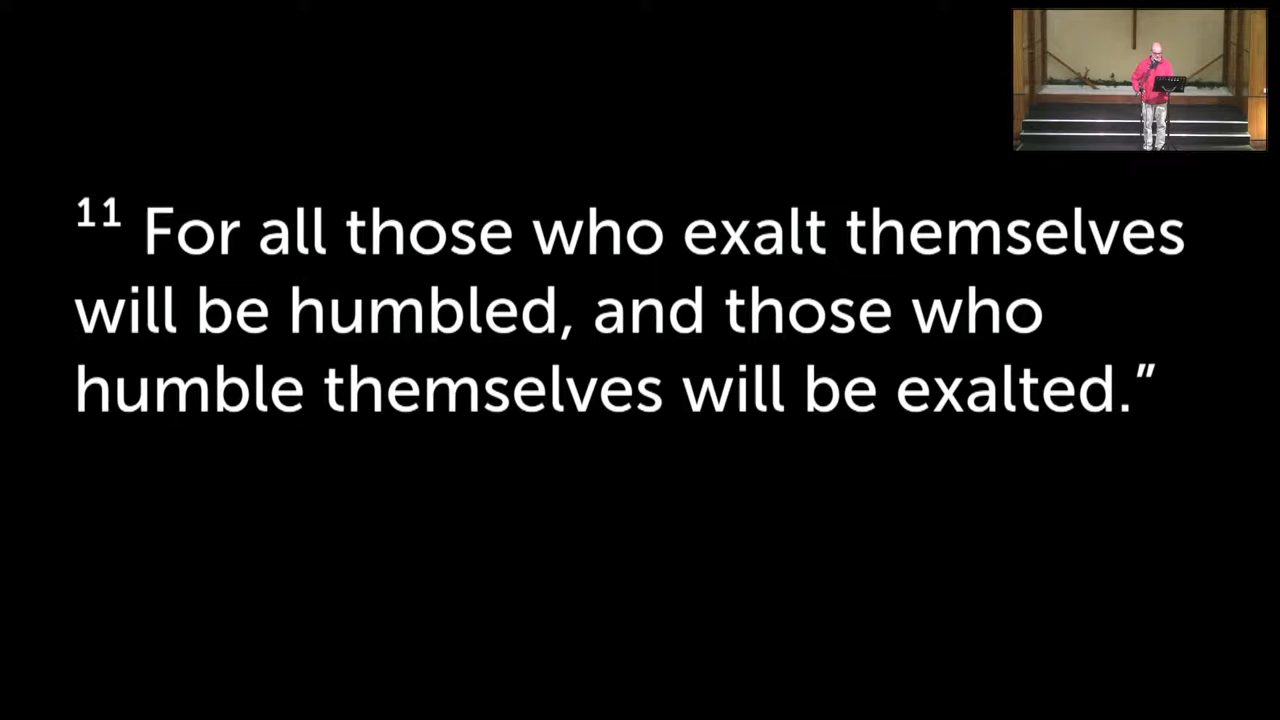 11 For all those who exalt themselves
will be humbled, and those who
humble themselves will be exalted.”